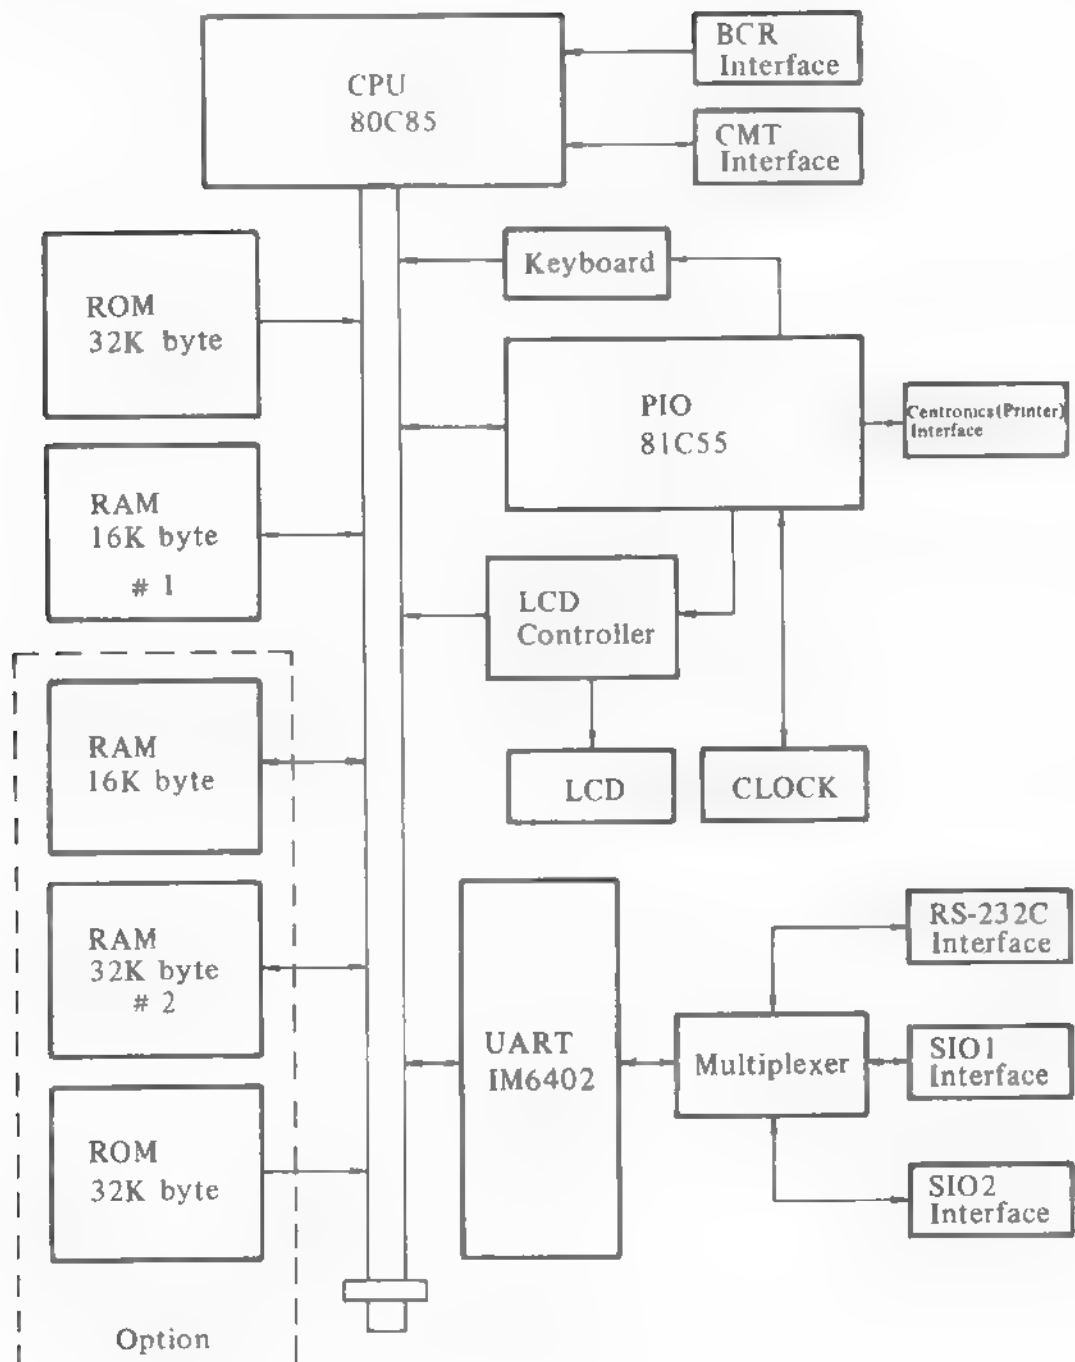 CPU
80C85
BCR
Interface
CMT
Interface
Keyboard
ROM
32K byte
PIO
81C55
Centronics(Printer)
Interface
RAM
16K byte
# 1
LCD
Controller
RAM
16K byte
LCD
CLOCK
RAM
32K byte
# 2
UART
IM6402
Multiplexer
RS-232C
Interface
SIO1
Interface
SIO2
Interface
ROM
32K byte
Option